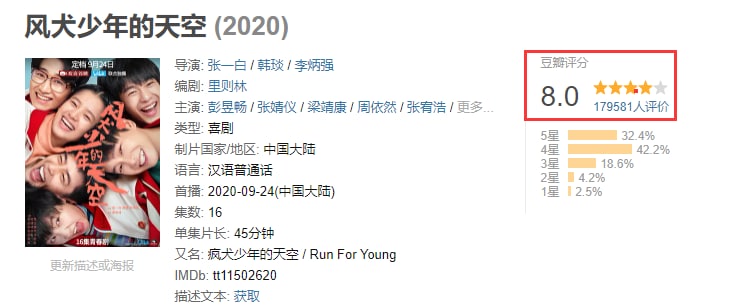 风犬少年的天空 (2020)
定档 9月24日
风犬少年的天空
16集青春剧
更新描述或海报
导演: 张一白 / 韩琰 / 李炳强
编剧: 里则林
主演: 彭昱畅 / 张婧仪 / 梁靖康 / 周依然 / 张宥浩 / 更多...
类型: 喜剧
制片国家/地区: 中国大陆
语言: 汉语普通话
首播: 2020-09-24(中国大陆)
集数: 16
单集片长: 45分钟
又名: 疯犬少年的天空 / Run For Young
IMDb: tt11502620
描述文本: 获取
豆瓣评分
8.0
179581人评价
5星 32.4%
4星 42.2%
3星 18.6%
2星 4.2%
1星 2.5%